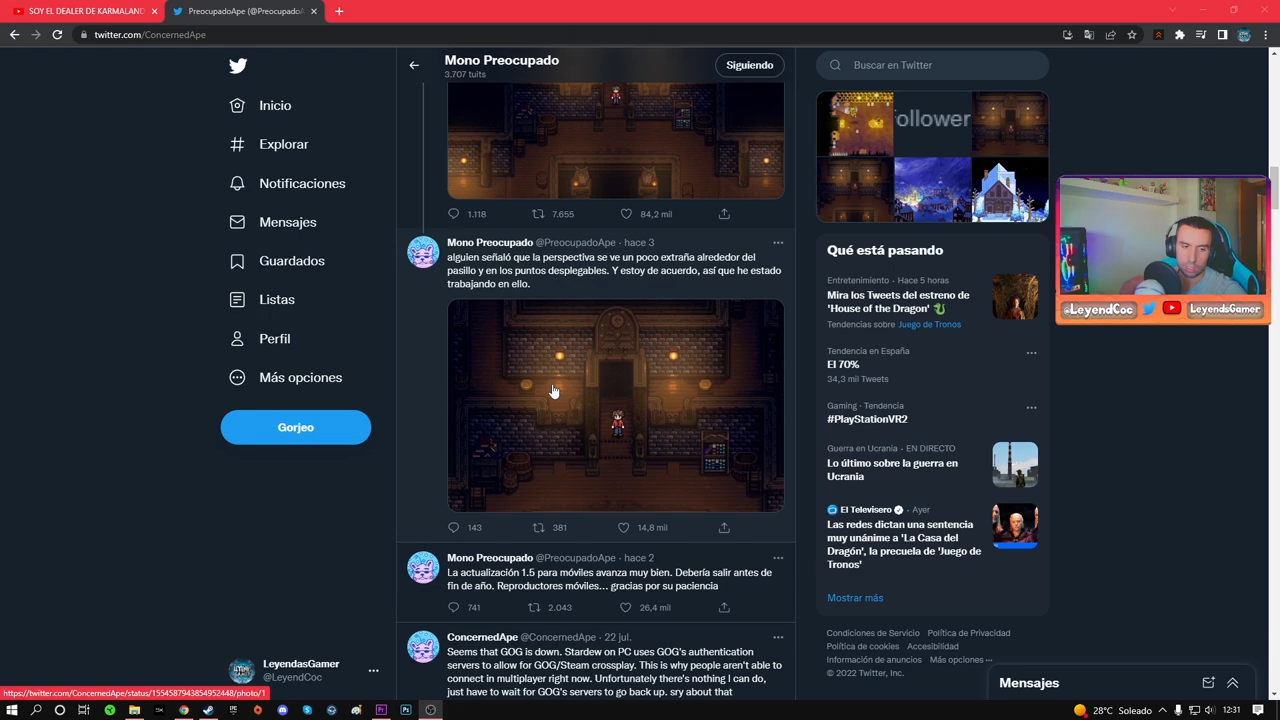 SOY EL DEALER DE KARMALAND
PreocupadoApe (@PreocupadoA
twitter.com/ConcernedApe
Inicio
Explorar
Notificaciones
Mensajes
Guardados
Listas
Perfil
Más opciones
Gorjeo
LeyendasGamer
@LeyendCoc
https://twitter.com/ConcernedApe/status/1554587943854952448/photo/1
Mono Preocupado
3.707 tuits
Siguiendo
1.118 7.655 84,2 mil
Mono Preocupado @PreocupadoApe · hace 3
alguien señaló que la perspectiva se ve un poco extraña alrededor del
pasillo y en los puntos desplegables. Y estoy de acuerdo, así que he estado
trabajando en ello.
143 381 14,8 mil
Mono Preocupado @PreocupadoApe · hace 2
La actualización 1.5 para móviles avanza muy bien. Debería salir antes de
fin de año. Reproductores móviles... gracias por su paciencia
741 2.043 26,4 mil
ConcernedApe @ConcernedApe · 22 jul.
Seems that GOG is down. Stardew on PC uses GOG's authentication
servers to allow for GOG/Steam crossplay. This is why people aren't able to
connect in multiplayer right now. Unfortunately there's nothing I can do,
just have to wait for GOG's servers to go back up. sry about that
Buscar en Twitter
ollower
Qué está pasando
Entretenimiento · Hace 5 horas
Mira los Tweets del estreno de
'House of the Dragon'
Tendencias sobre Juego de Tronos
Tendencia en España
El 70%
34,3 mil Tweets
Gaming · Tendencia
#PlayStationVR2
Guerra en Ucrania · EN DIRECTO
Lo último sobre la guerra en
Ucrania
El Televisero · Ayer
Las redes dictan una sentencia
muy unánime a 'La Casa del
Dragón', la precuela de 'Juego de
Tronos'
Mostrar más
Condiciones de Servicio Política de Privacidad
Política de cookies Accesibilidad
Información de anuncios Más opciones ···
© 2022 Twitter, Inc.
Mensajes
@LeyendCoc LeyendsGamer
28°C Soleado 12:31